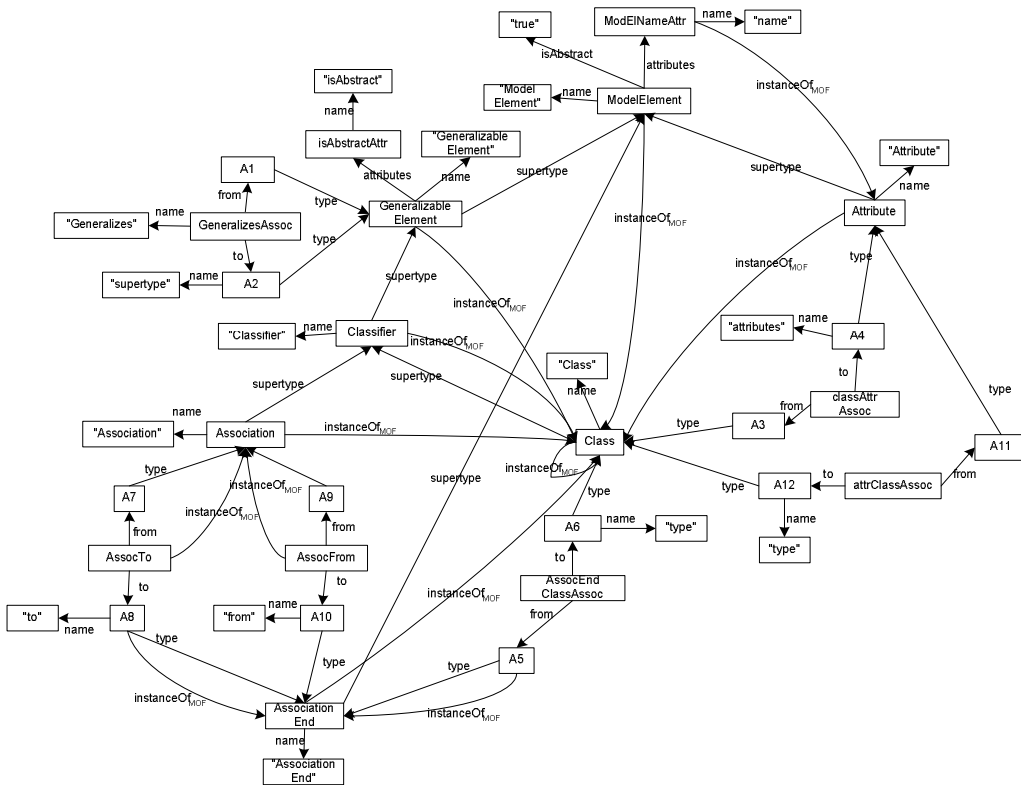 "true"
ModElNameAttr
name
"name"
isAbstract
attributes
"isAbstract"
"Model
Element"
name
ModelElement
instanceOfMOF
name
isAbstractAttr
"Generalizable
Element"
"Attribute"
A1
attributes
name
supertype
supertype
name
from
type
"Generalizes"
name
GeneralizesAssoc
Generalizable
Element
instanceOfMOF
Attribute
type
to
type
"supertype"
name
A2
supertype
instanceOfMOF
instanceOfMOF
"Classifier"
name
Classifier
instanceOfMOF
"attributes"
name
A4
"Class"
to
supertype
supertype
name
type
classAttr
Assoc
from
"Association"
name
Association
instanceOfMOF
Class
type
A3
A11
type
instanceOfMOF
instanceOfMOF
supertype
type
A12
to
attrClassAssoc
from
A7
A9
type
instanceOfMOF
name
from
from
A6
name
"type"
"type"
AssocTo
AssocFrom
to
to
to
AssocEnd
ClassAssoc
instanceOfMOF
"to"
name
A8
"from"
name
A10
from
type
type
type
A5
instanceOfMOF
Association
End
instanceOfMOF
name
"Association
End"